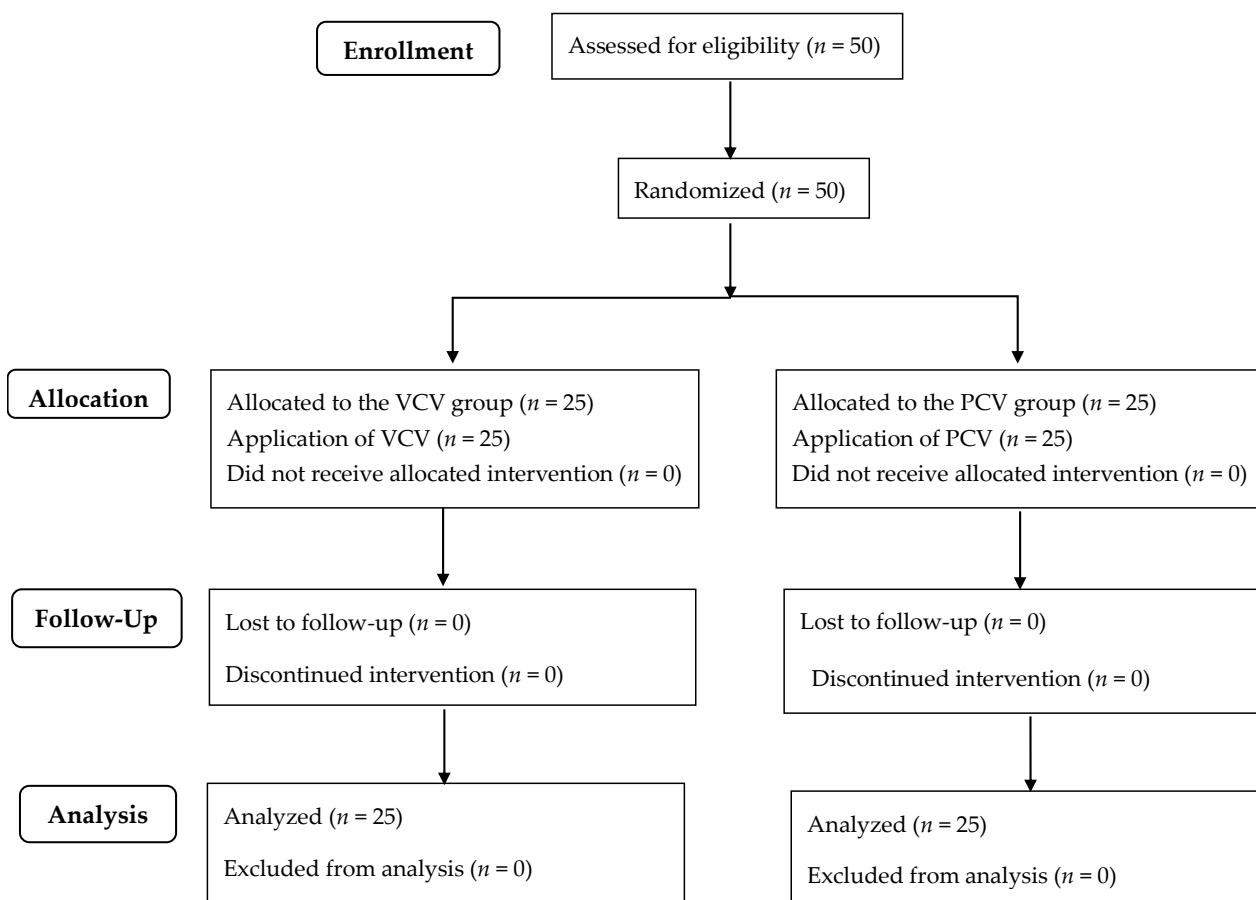 Enrollment
Assessed for eligibility (n = 50)
Randomized (n = 50)
Allocation
Allocated to the VCV group (n = 25)
Application of VCV (n = 25)
Did not receive allocated intervention (n = 0)
Allocated to the PCV group (n = 25)
Application of PCV (n = 25)
Did not receive allocated intervention (n = 0)
Follow-Up
Lost to follow-up (n = 0)
Discontinued intervention (n = 0)
Lost to follow-up (n = 0)
Discontinued intervention (n = 0)
Analysis
Analyzed (n = 25)
Excluded from analysis (n = 0)
Analyzed (n = 25)
Excluded from analysis (n = 0)